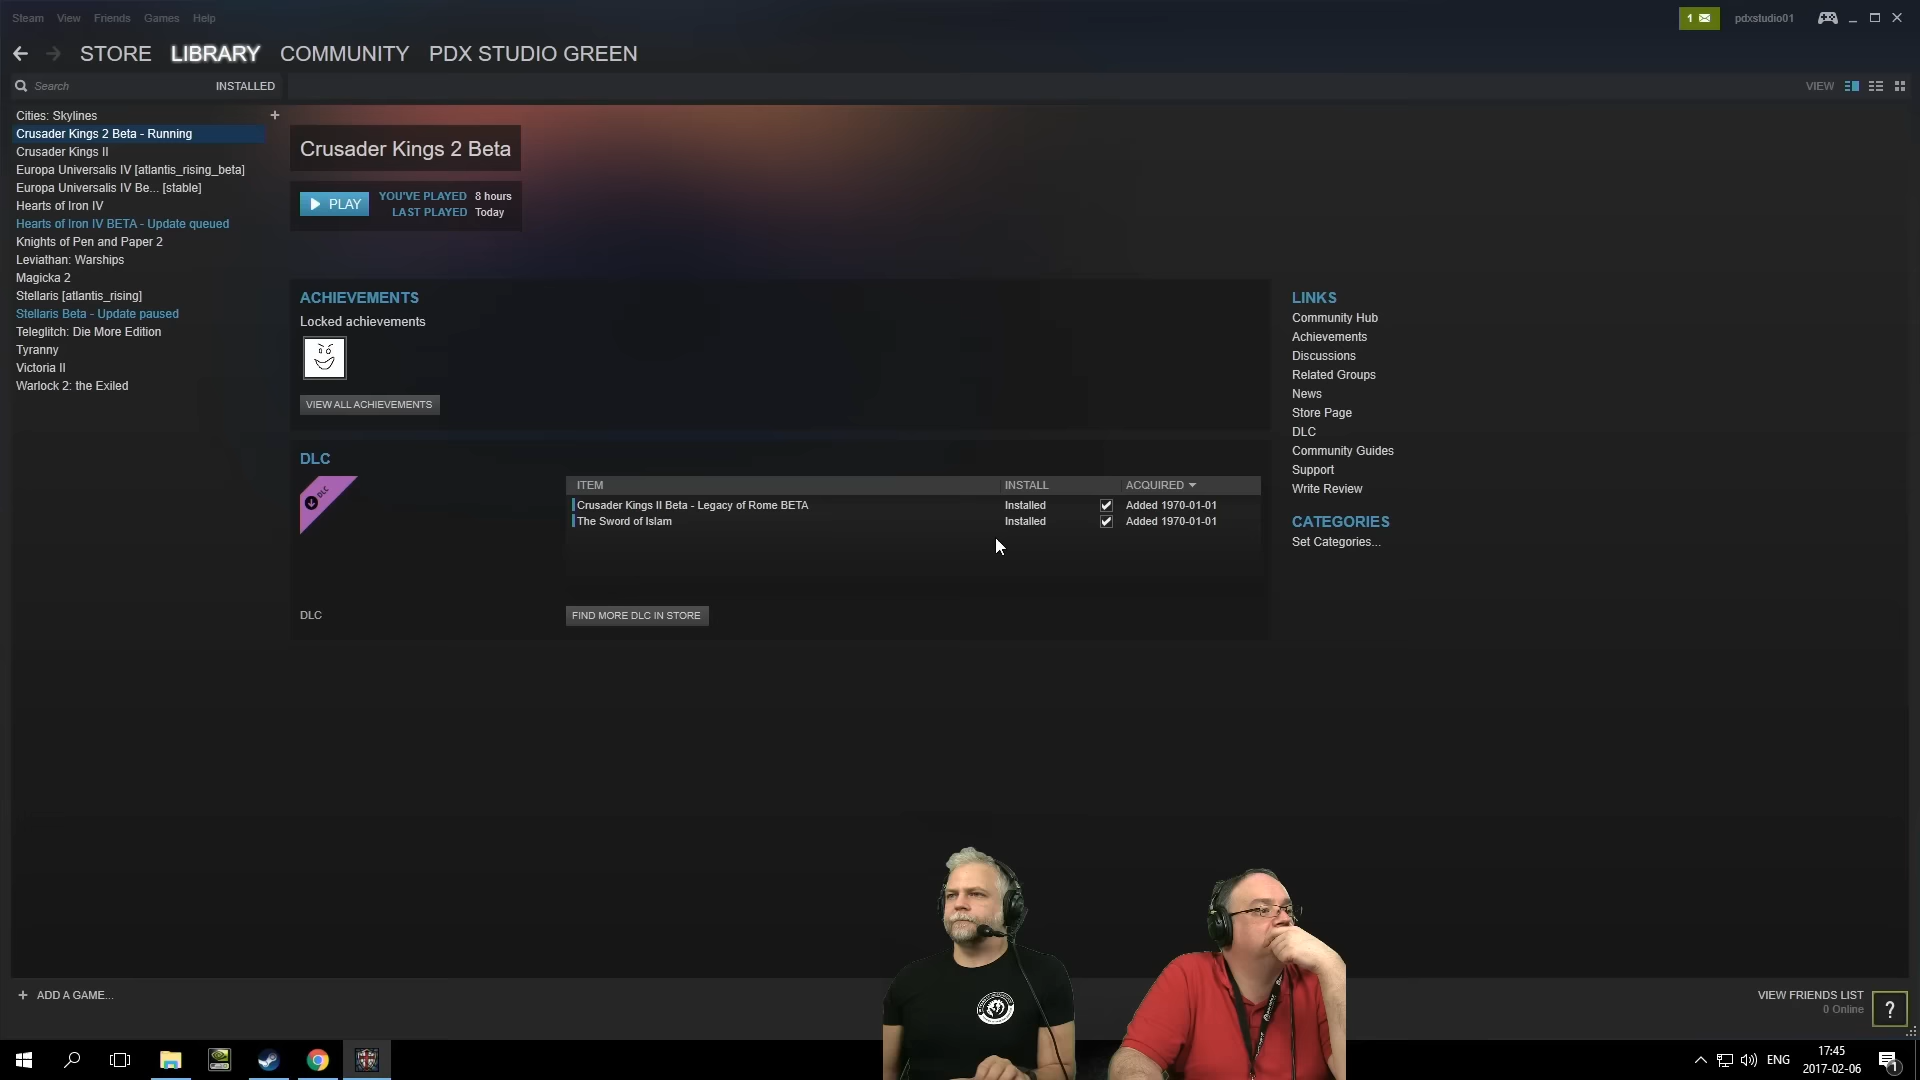 Steam View Friends Games Help
1
pdxstudio01
STORE LIBRARY COMMUNITY PDX STUDIO GREEN
Search
INSTALLED
VIEW
Cities: Skylines
Crusader Kings 2 Beta - Running
Crusader Kings II
Europa Universalis IV [atlantis_rising_beta]
Europa Universalis IV Be... [stable]
Hearts of Iron IV
Hearts of Iron IV BETA - Update queued
Knights of Pen and Paper 2
Leviathan: Warships
Magicka 2
Stellaris [atlantis_rising]
Stellaris Beta - Update paused
Teleglitch: Die More Edition
Tyranny
Victoria II
Warlock 2: the Exiled
Crusader Kings 2 Beta
PLAY
YOU'VE PLAYED 8 hours
LAST PLAYED Today
ACHIEVEMENTS
Locked achievements
VIEW ALL ACHIEVEMENTS
DLC
DLC
ITEM INSTALL ACQUIRED
Crusader Kings II Beta - Legacy of Rome BETA Installed Added 1970-01-01
The Sword of Islam Installed Added 1970-01-01
DLC
FIND MORE DLC IN STORE
LINKS
Community Hub
Achievements
Discussions
Related Groups
News
Store Page
DLC
Community Guides
Support
Write Review
CATEGORIES
Set Categories...
+ ADD A GAME...
VIEW FRIENDS LIST
0 Online
?
ENG
17:45
2017-02-06
1